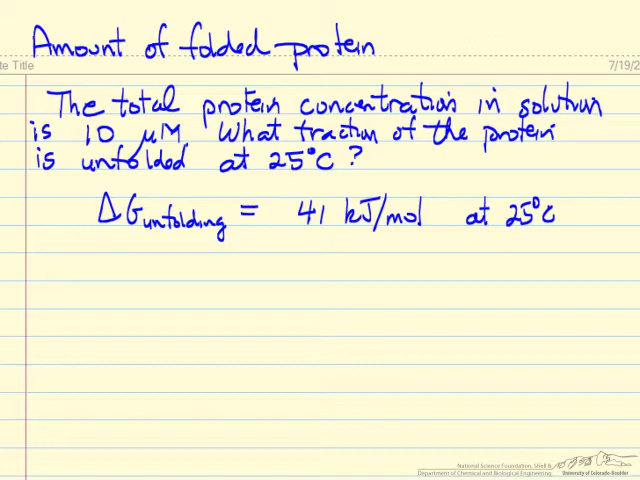 Amount of folded protein
te Title
7/19/2
The total protein concentration in solution
is 10 μM. What fraction of the protein
is unfolded at 25°C?
ΔGunfolding = 41 kJ/mol at 25°C
National Science Foundation, Shell &
Department of Chemical and Biological Engineering
University of Colorado-Boulder